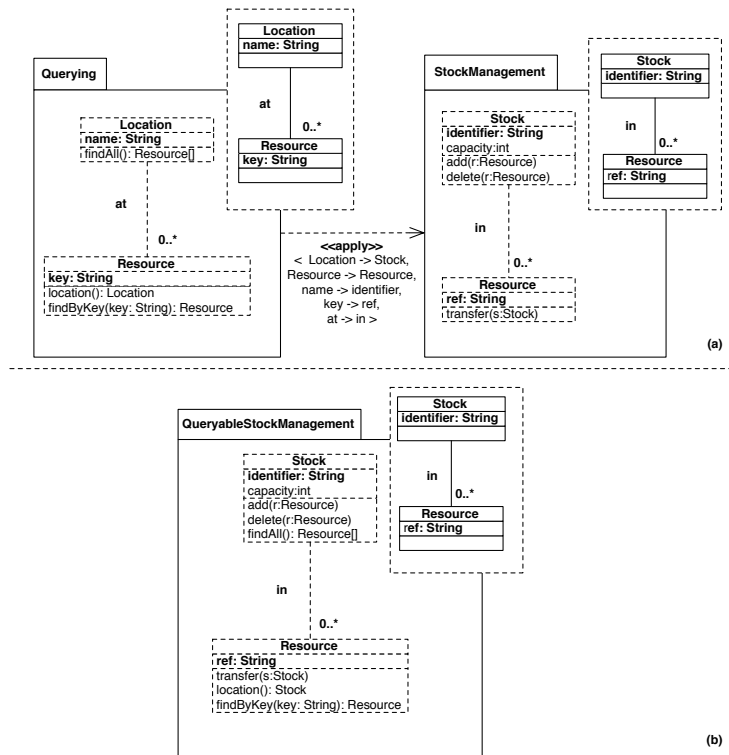 Querying
Location
name: String
at
0..*
Resource
key: String
Location
name: String
findAll(): Resource[]
at
0..*
Resource
key: String
location(): Location
findByKey(key: String): Resource
<<apply>>
< Location -> Stock,
Resource -> Resource,
name -> identifier,
key -> ref,
at -> in >
StockManagement
Stock
identifier: String
in
0..*
Resource
ref: String
Stock
identifier: String
capacity:int
add(r:Resource)
delete(r:Resource)
in
0..*
Resource
ref: String
transfer(s:Stock)
(a)
QueryableStockManagement
Stock
identifier: String
in
0..*
Resource
ref: String
Stock
identifier: String
capacity:int
add(r:Resource)
delete(r:Resource)
findAll(): Resource[]
in
0..*
Resource
ref: String
transfer(s:Stock)
location(): Stock
findByKey(key: String): Resource
(b)